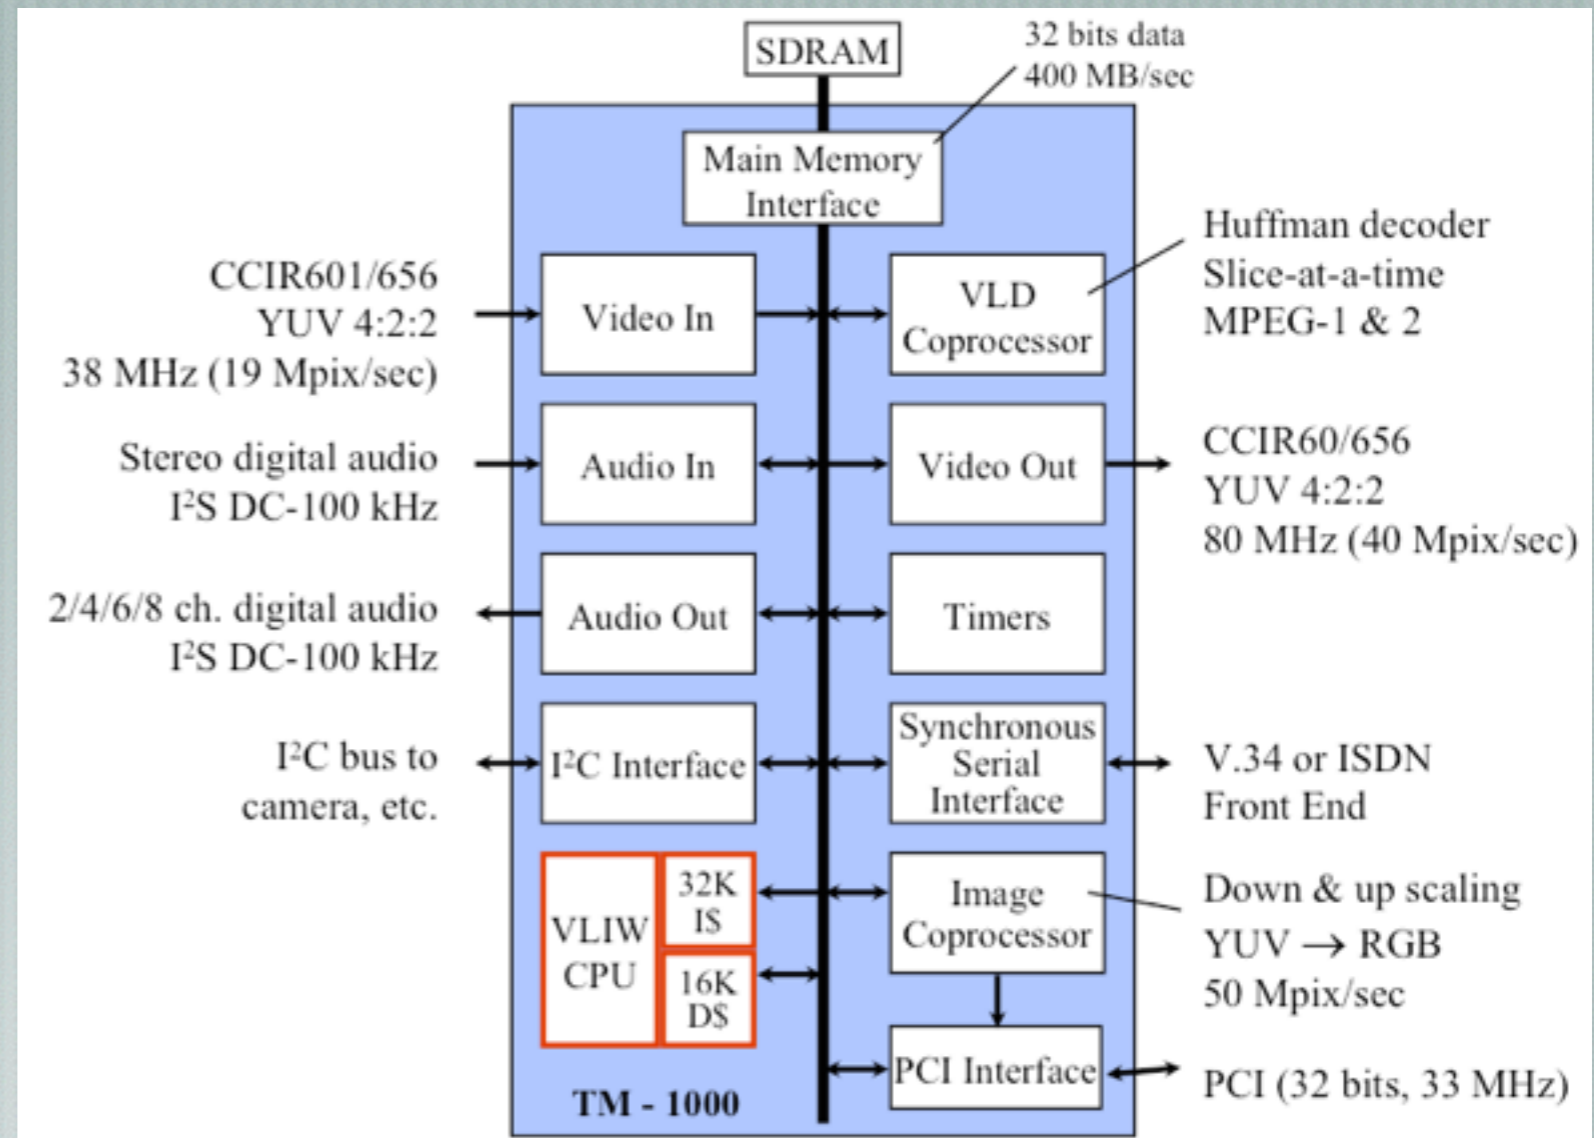 SDRAM
32 bits data
400 MB/sec
Main Memory
Interface
CCIR601/656
YUV 4:2:2
38 MHz (19 Mpix/sec)
Video In
VLD
Coprocessor
Huffman decoder
Slice-at-a-time
MPEG-1 & 2
Stereo digital audio
I²S DC-100 kHz
Audio In
Video Out
CCIR60/656
YUV 4:2:2
80 MHz (40 Mpix/sec)
2/4/6/8 ch. digital audio
I²S DC-100 kHz
Audio Out
Timers
I²C bus to
camera, etc.
I²C Interface
Synchronous
Serial
Interface
V.34 or ISDN
Front End
VLIW
CPU
32K
I$
16K
D$
Image
Coprocessor
Down & up scaling
YUV → RGB
50 Mpix/sec
PCI Interface
PCI (32 bits, 33 MHz)
TM - 1000